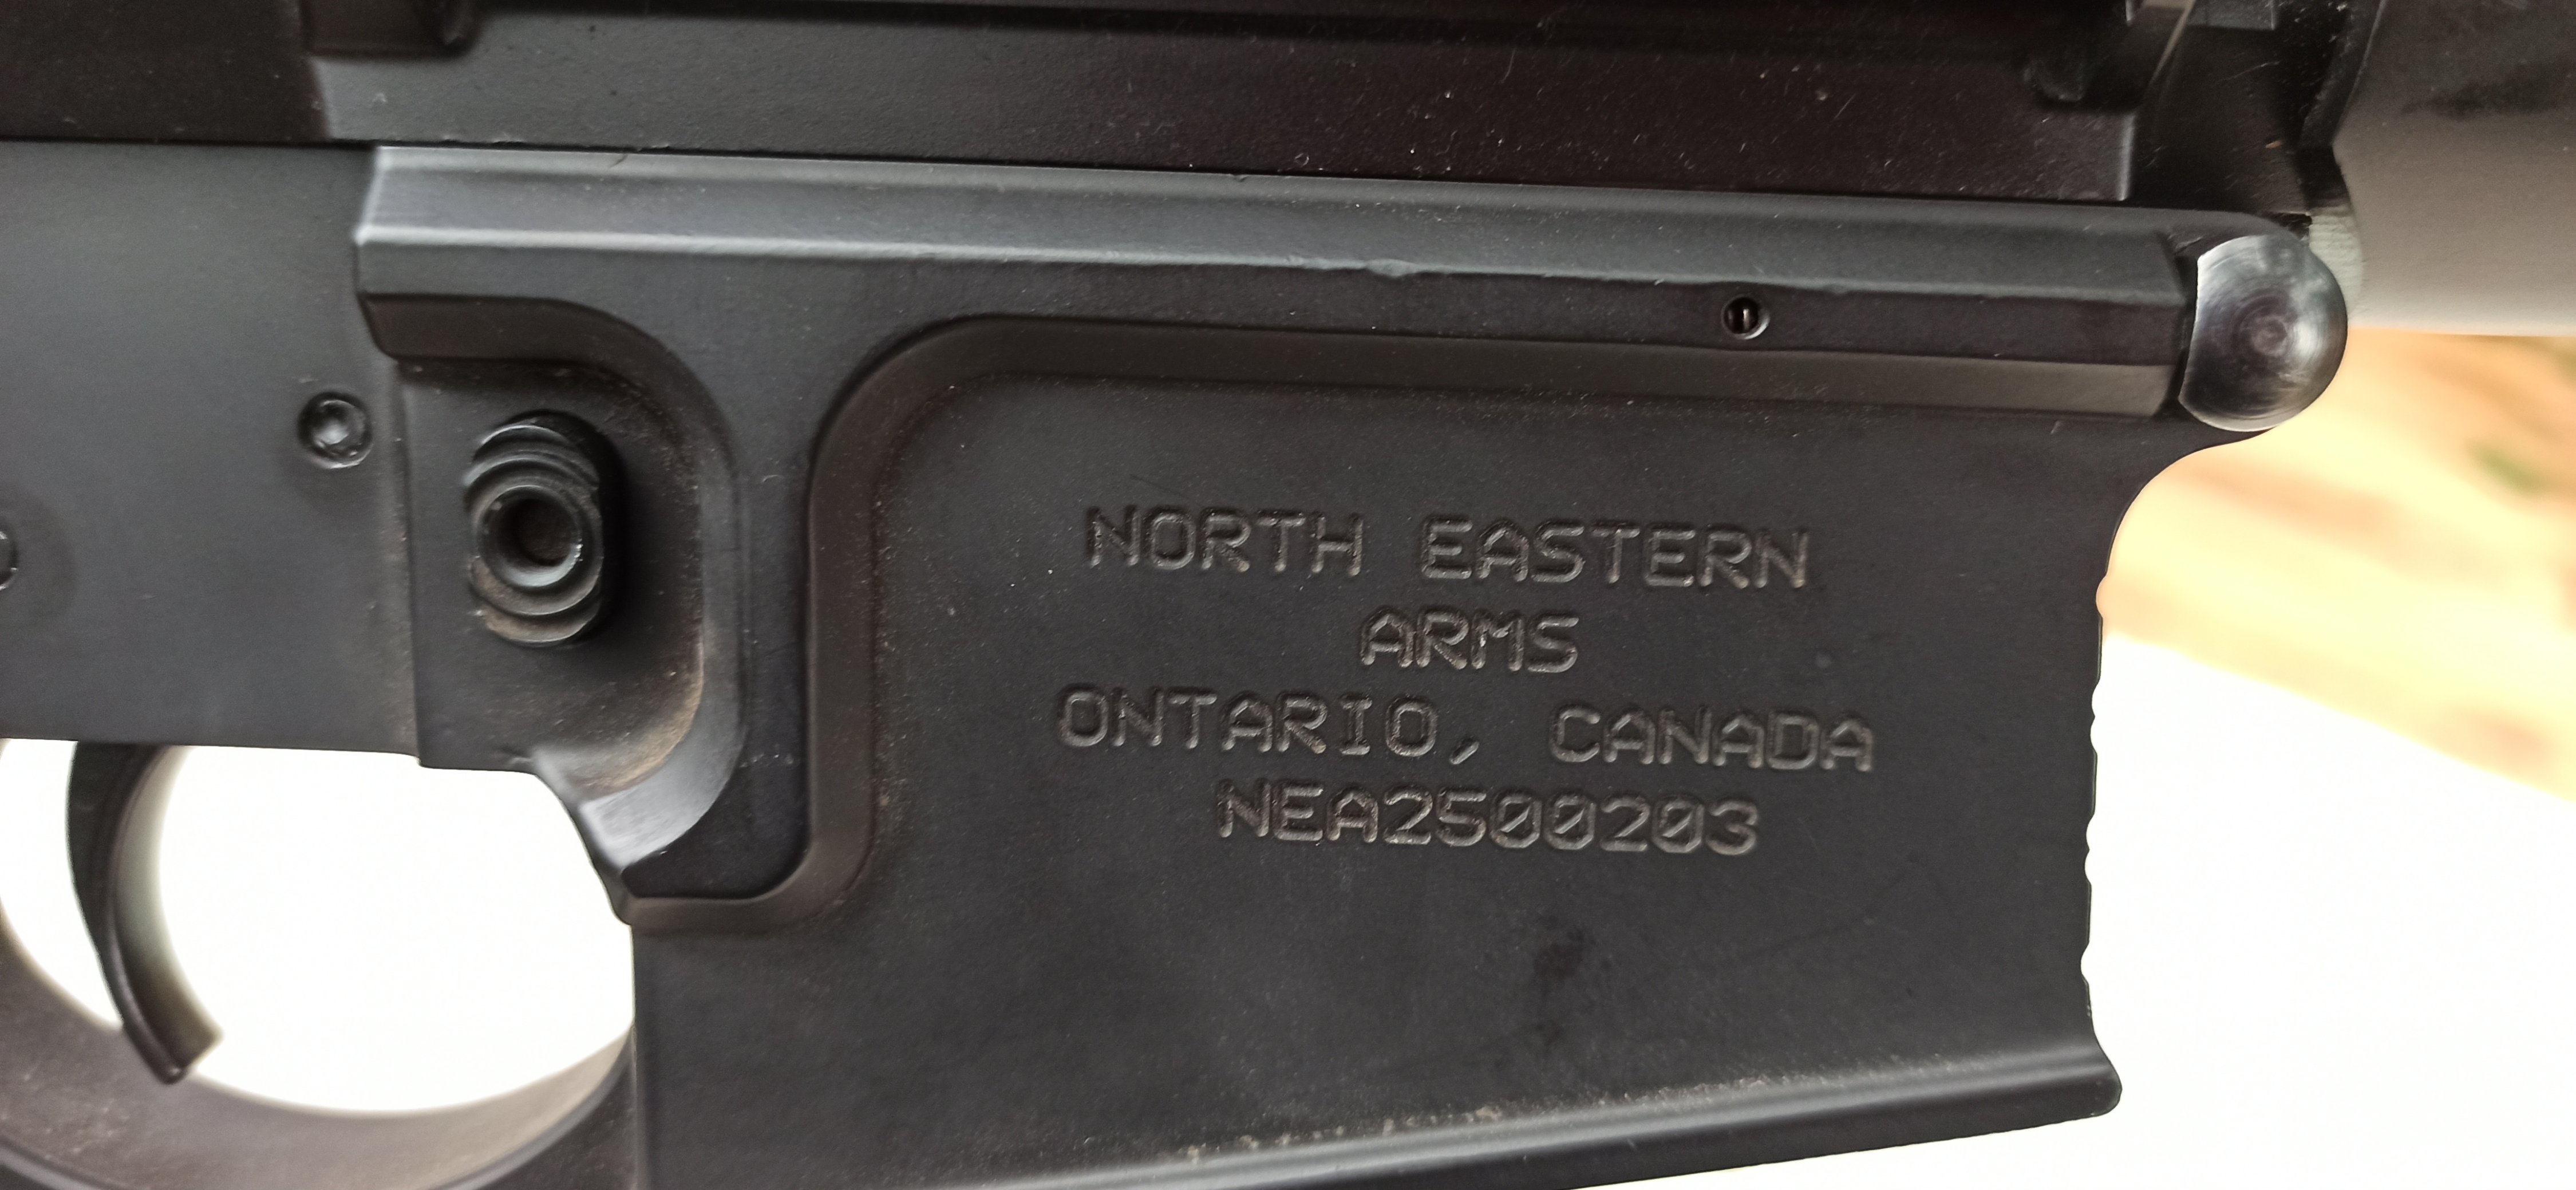 NORTH EASTERN
ARMS
ONTARIO, CANADA
NEA2500203